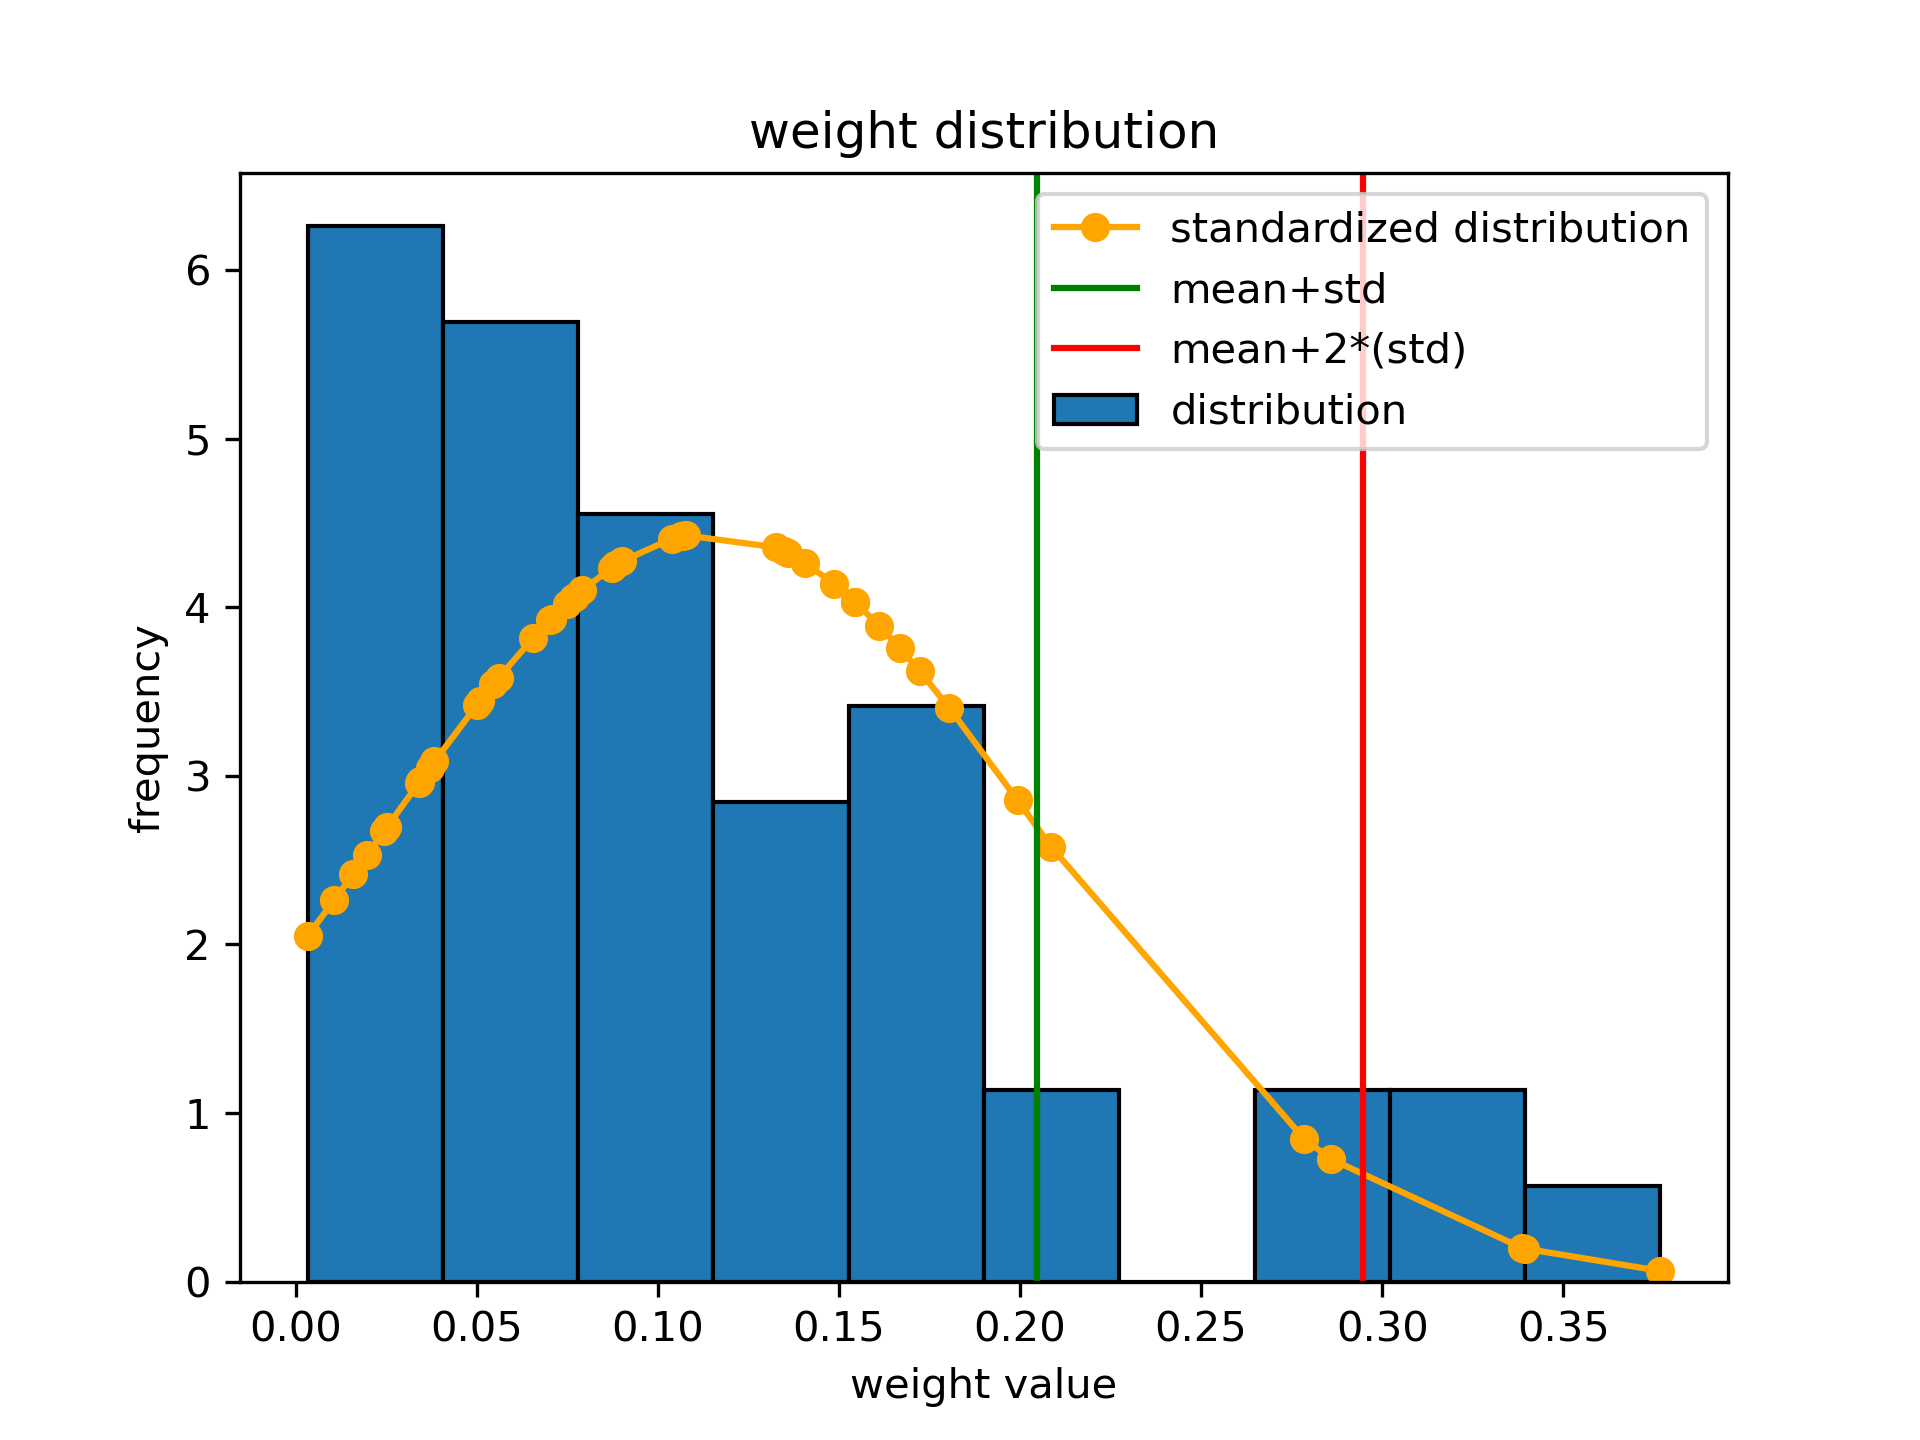 weight distribution
standardized distribution
mean+std
mean+2*(std)
distribution
frequency
6
5
4
3
2
1
0
0.00 0.05 0.10 0.15 0.20 0.25 0.30 0.35
weight value